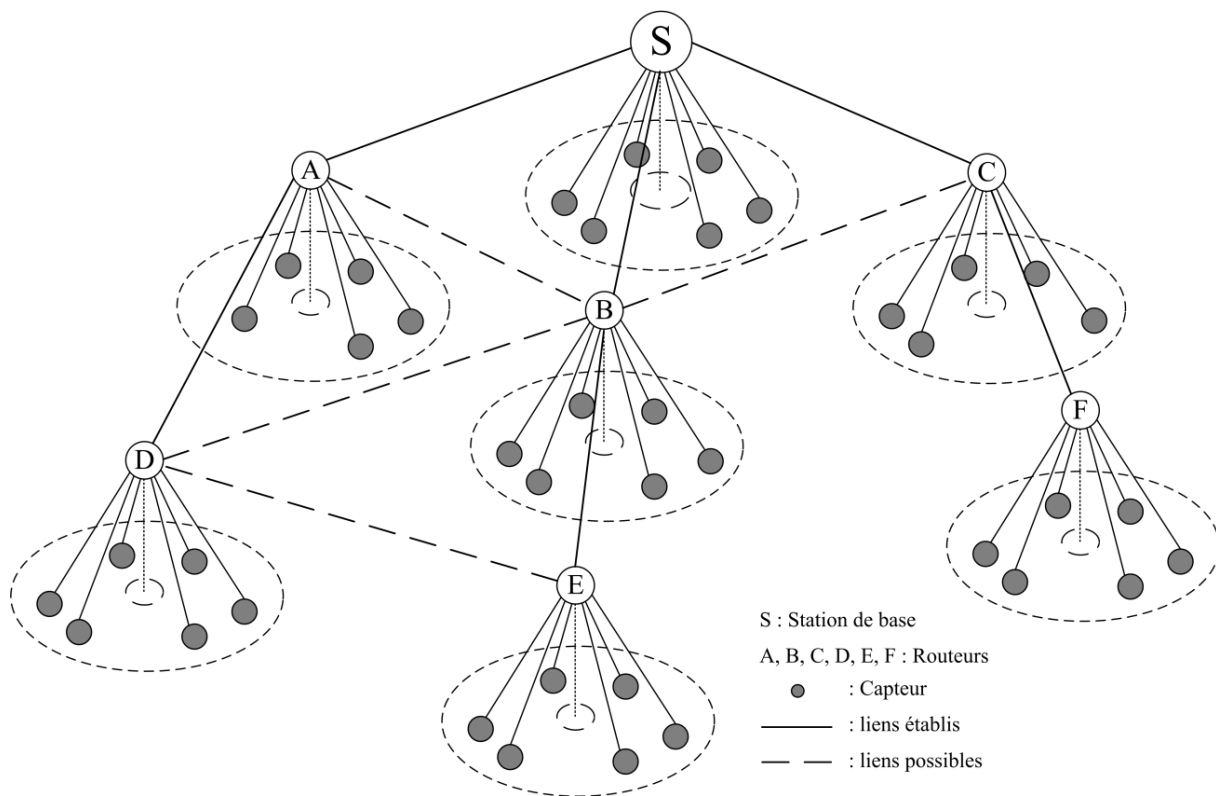 S
A
C
B
F
D
E
S : Station de base
A, B, C, D, E, F : Routeurs
: Capteur
: liens établis
: liens possibles